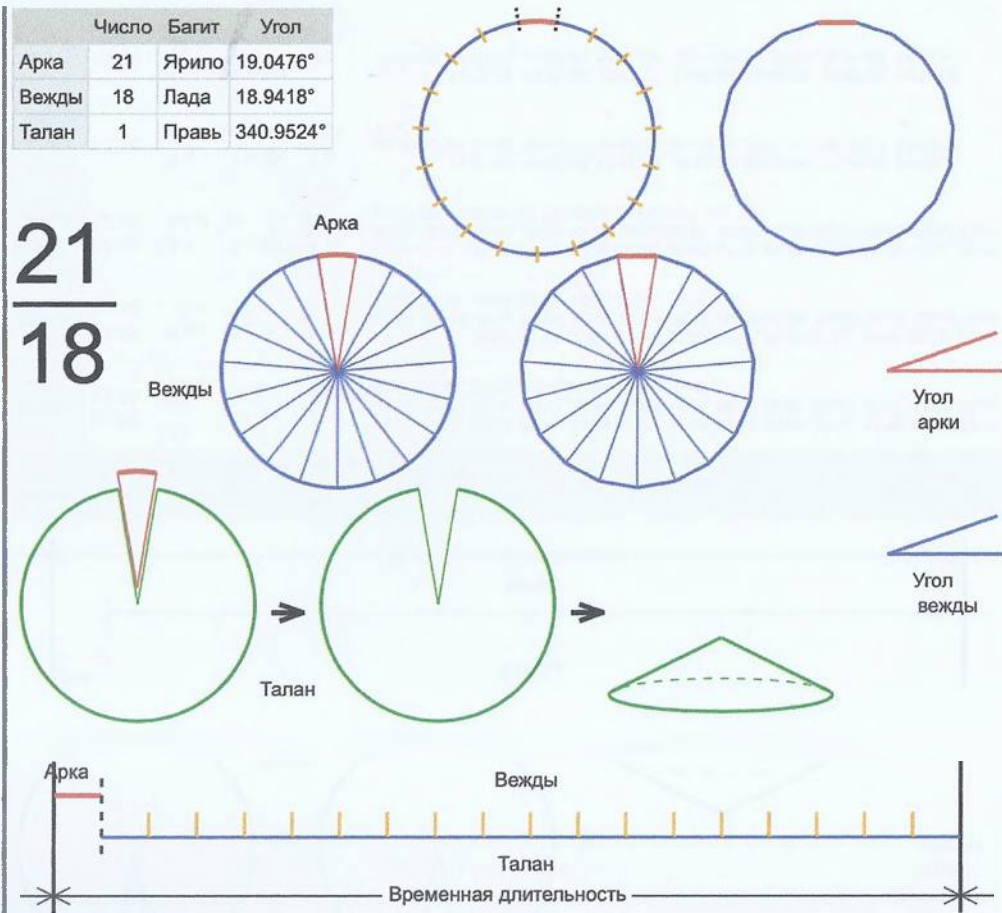 Число Багит Угол
Арка 21 Ярило 19.0476°
Вежды 18 Лада 18.9418°
Талан 1 Правь 340.9524°
21
18
Арка
Вежды
Угол
арки
Угол
вежды
Талан
Арка
Вежды
Талан
Временная длительность